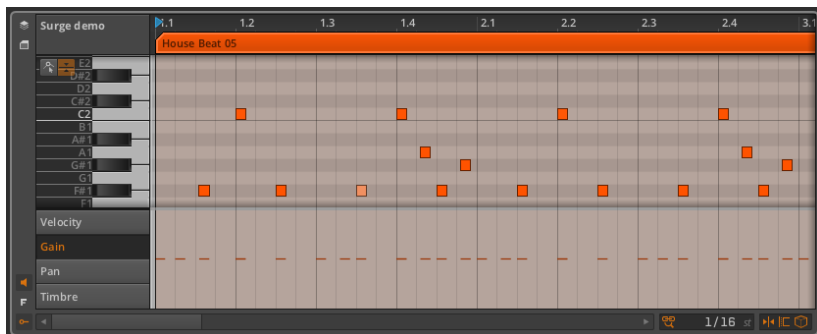 Surge demo
1.1 1.2 1.3 1.4 2.1 2.2 2.3 2.4 3.1
House Beat 05
E2
D#2
D2
C#2
C2
B1
A#1
A1
G#1
G1
F#1
F1
Velocity
Gain
Pan
Timbre
F
1/16 st